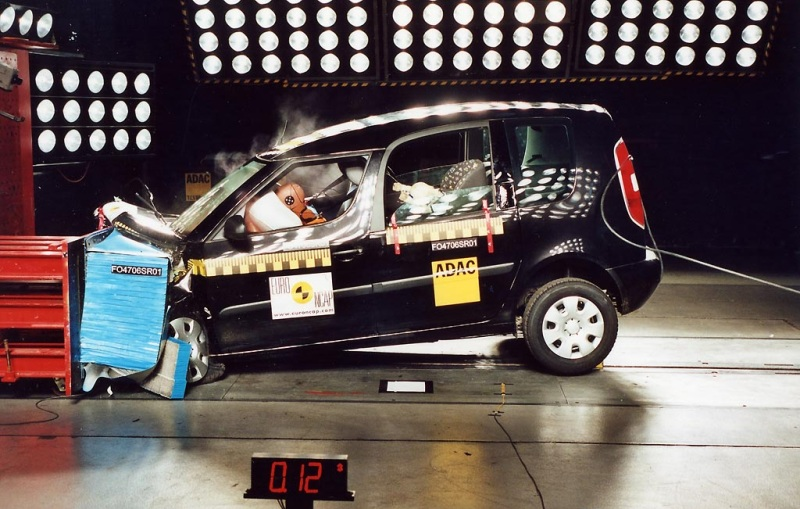 ADAC
FO4706SR01
FO4706SR01
ADAC
EURO
NCAP
www.euroncap.com
0.12 s